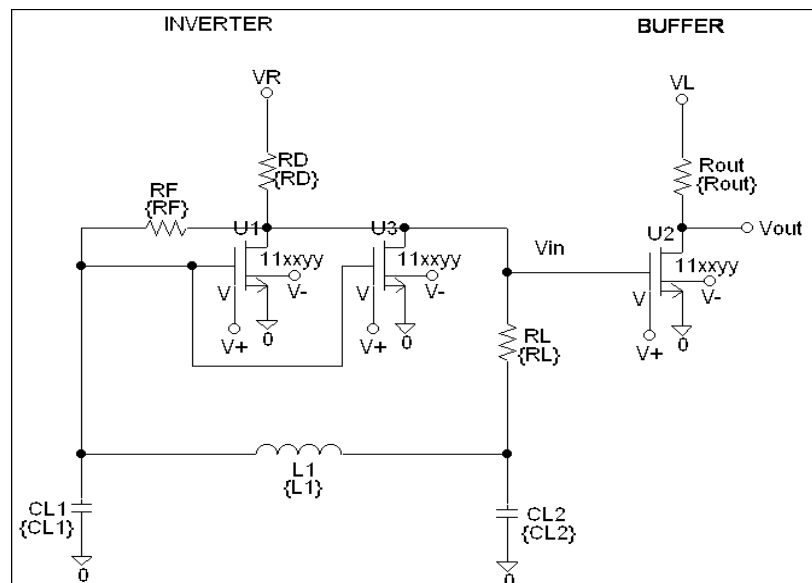 INVERTER
BUFFER
VR
VL
RD
{RD}
Rout
{Rout}
RF
{RF}
U1
U3
U2
Vout
Vin
11xxyy
11xxyy
11xxyy
V
V-
V
V-
V
V-
V+
0
V+
0
V+
0
RL
{RL}
L1
{L1}
CL1
{CL1}
CL2
{CL2}
0
0